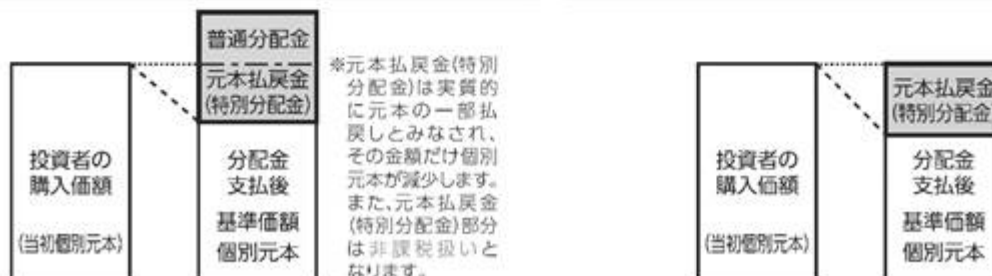 普通分配金
元本払戻金
(特別分配金)
投資者の
購入価額
(当初個別元本)
分配金
支払後
基準価額
個別元本
※元本払戻金(特別
分配金)は実質的
に元本の一部払
戻しとみなされ、
その金額だけ個別
元本が減少します。
また、元本払戻金
(特別分配金)部分
は非課税扱いと
なります。
元本払戻金
(特別分配金)
投資者の
購入価額
(当初個別元本)
分配金
支払後
基準価額
個別元本